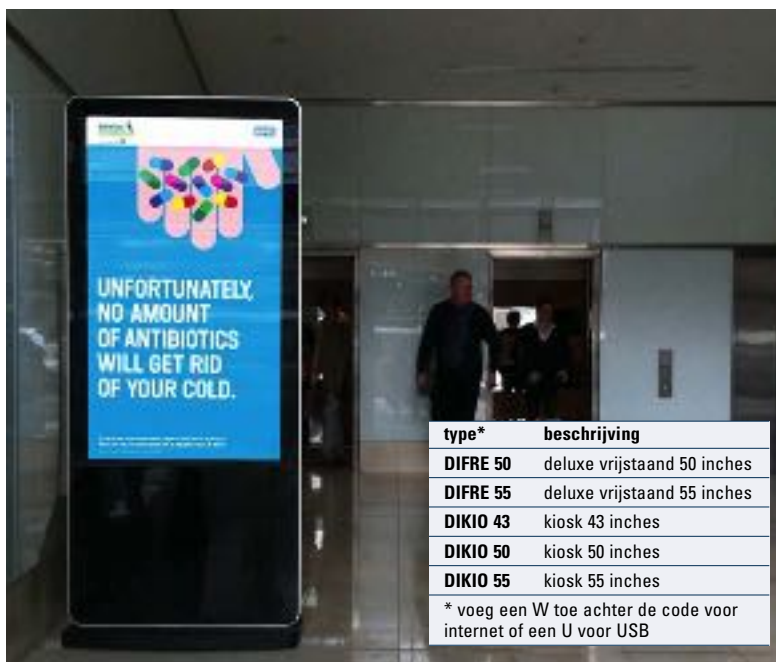 UNFORTUNATELY,
NO AMOUNT
OF ANTIBIOTICS
WILL GET RID
OF YOUR COLD.
type* beschrijving
DIFRE 50 deluxe vrijstaand 50 inches
DIFRE 55 deluxe vrijstaand 55 inches
DIKIO 43 kiosk 43 inches
DIKIO 50 kiosk 50 inches
DIKIO 55 kiosk 55 inches
* voeg een W toe achter de code voor
internet of een U voor USB